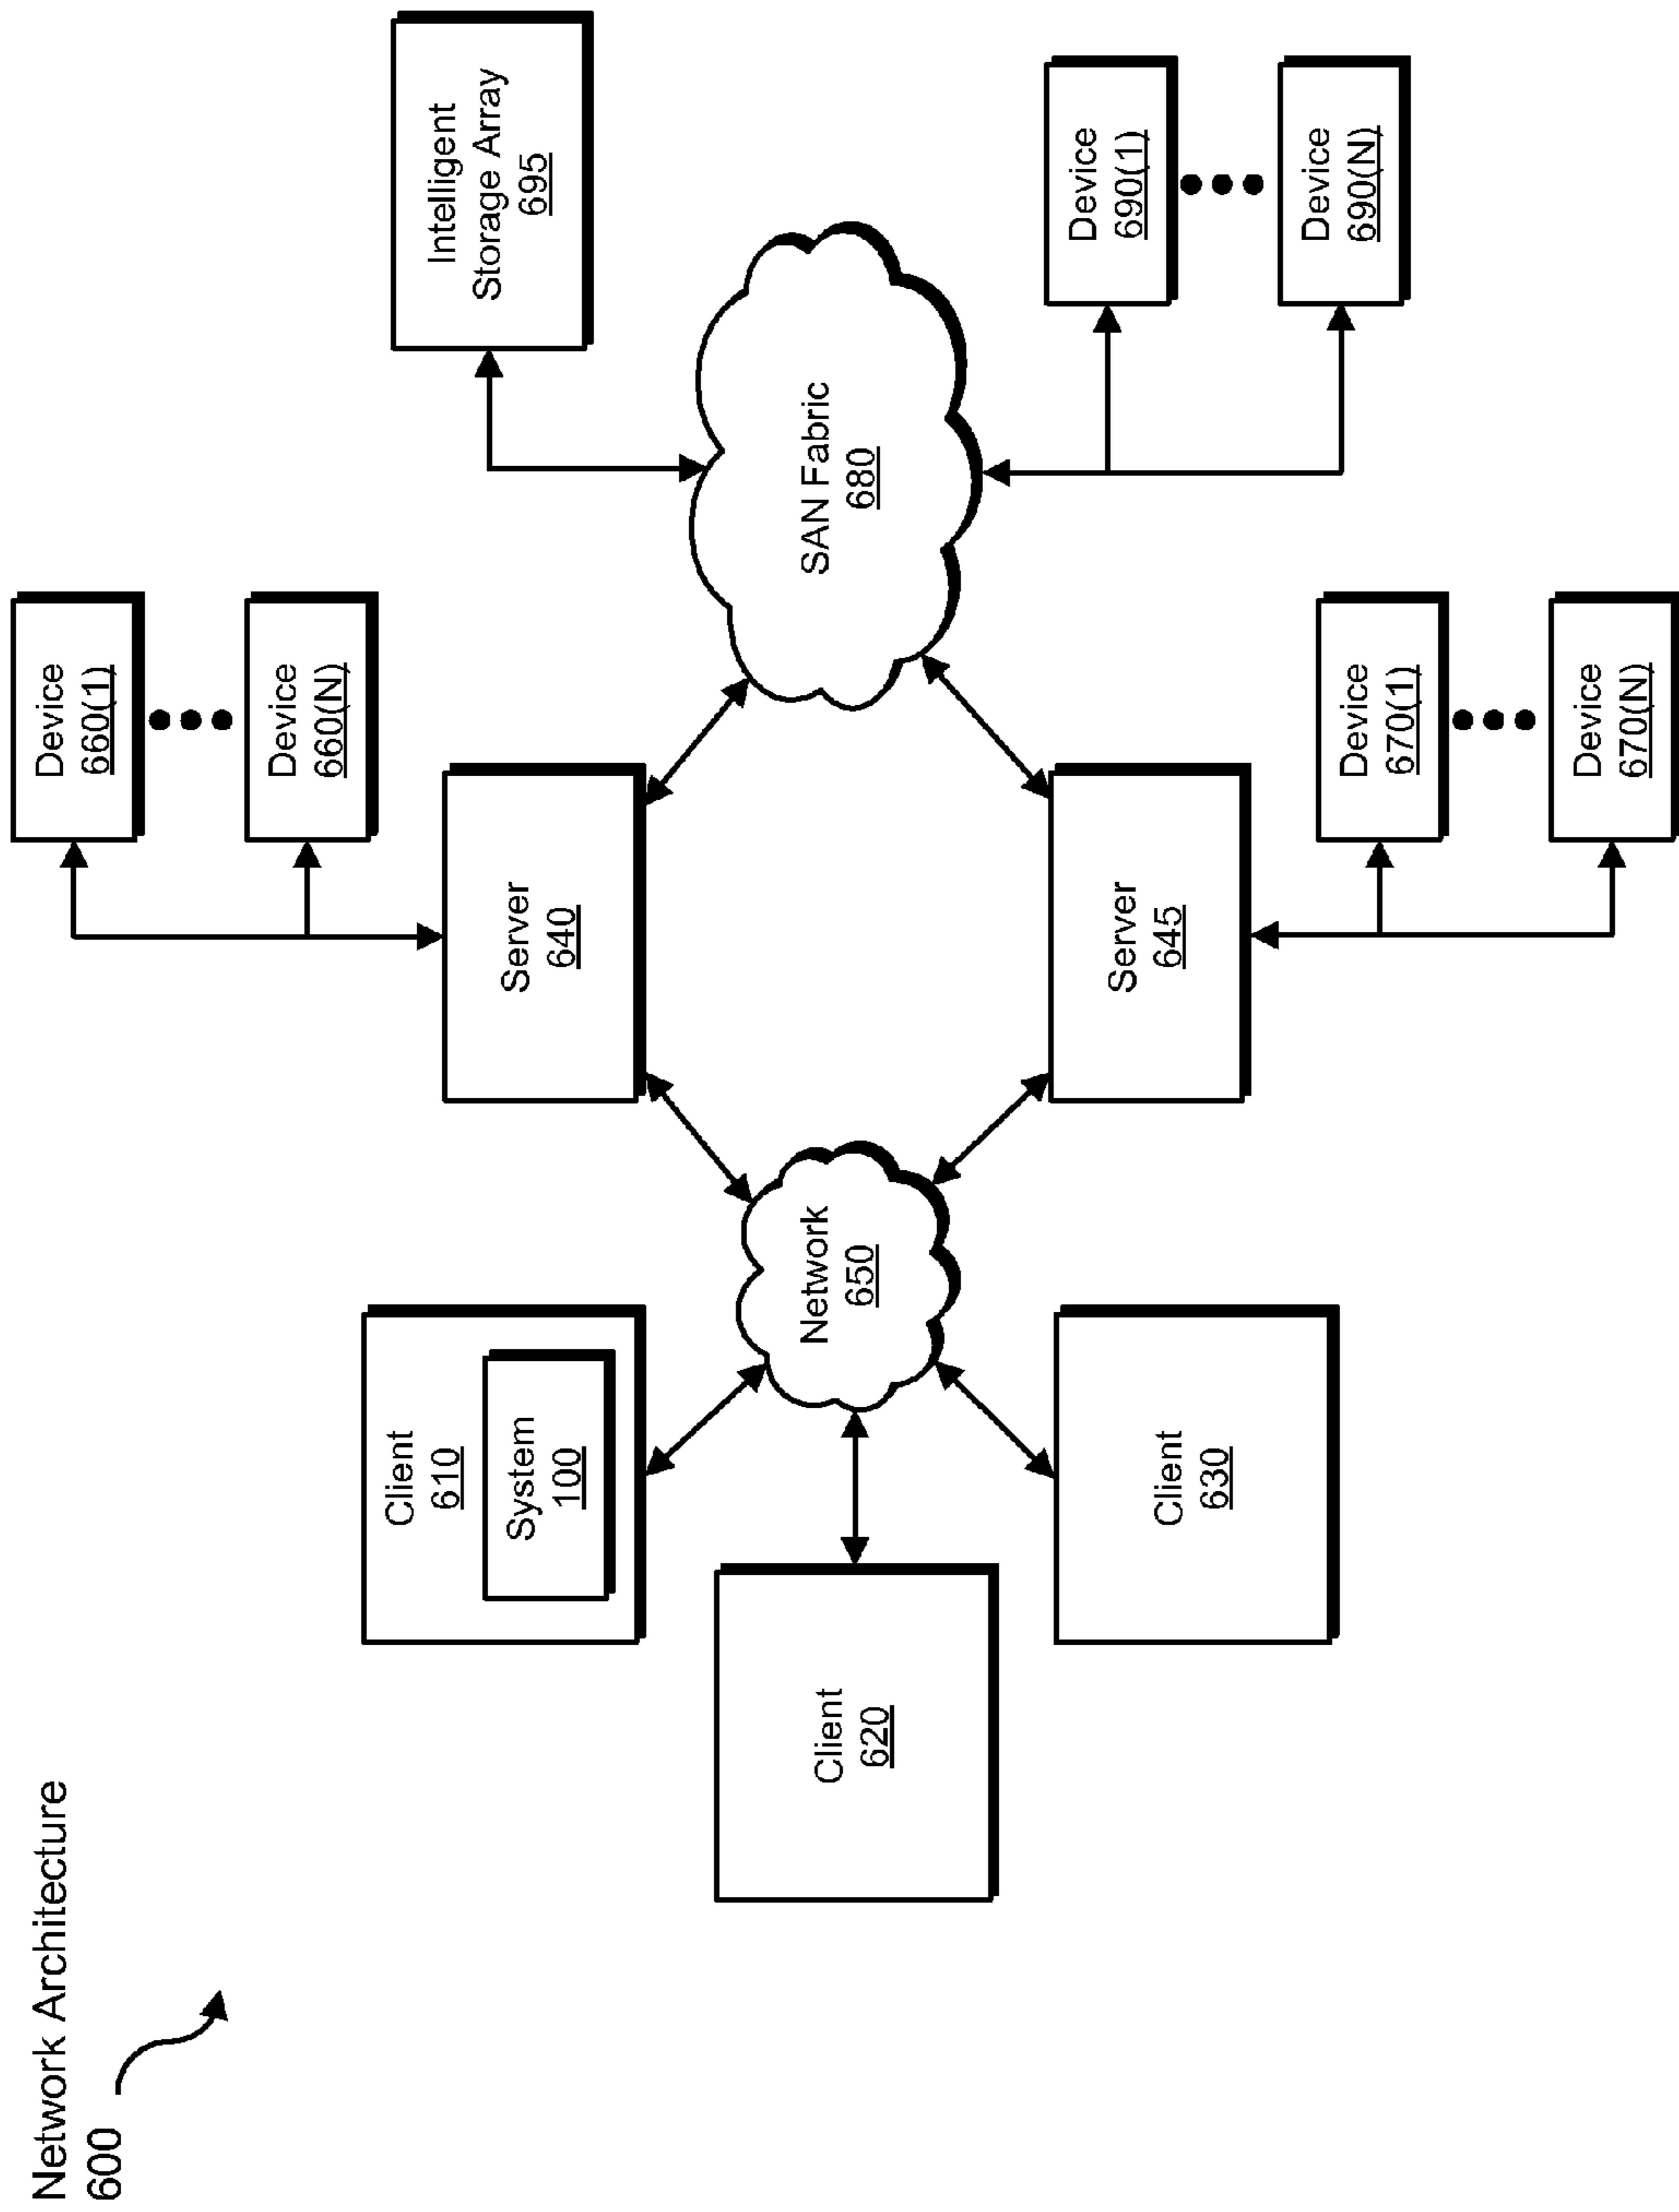 Network Architecture
600
Client
610
System
100
Client
620
Client
630
Network
650
Server
640
Server
645
Device
660(1)
Device
660(N)
Device
670(1)
Device
670(N)
SAN Fabric
680
Intelligent
Storage Array
695
Device
690(1)
Device
690(N)